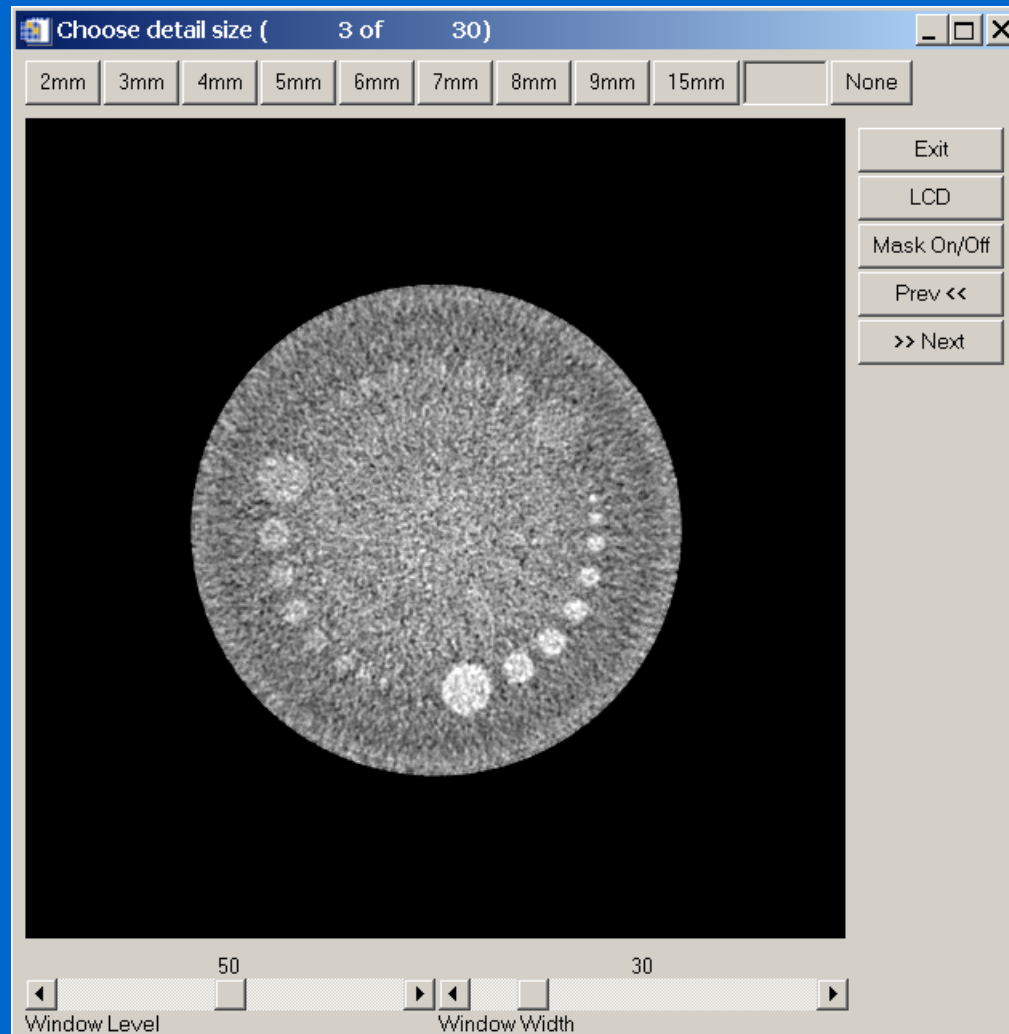 Choose detail size ( 3 of 30)
2mm 3mm 4mm 5mm 6mm 7mm 8mm 9mm 15mm None
Exit
LCD
Mask On/Off
Prev <<
>> Next
50 30
Window Level Window Width